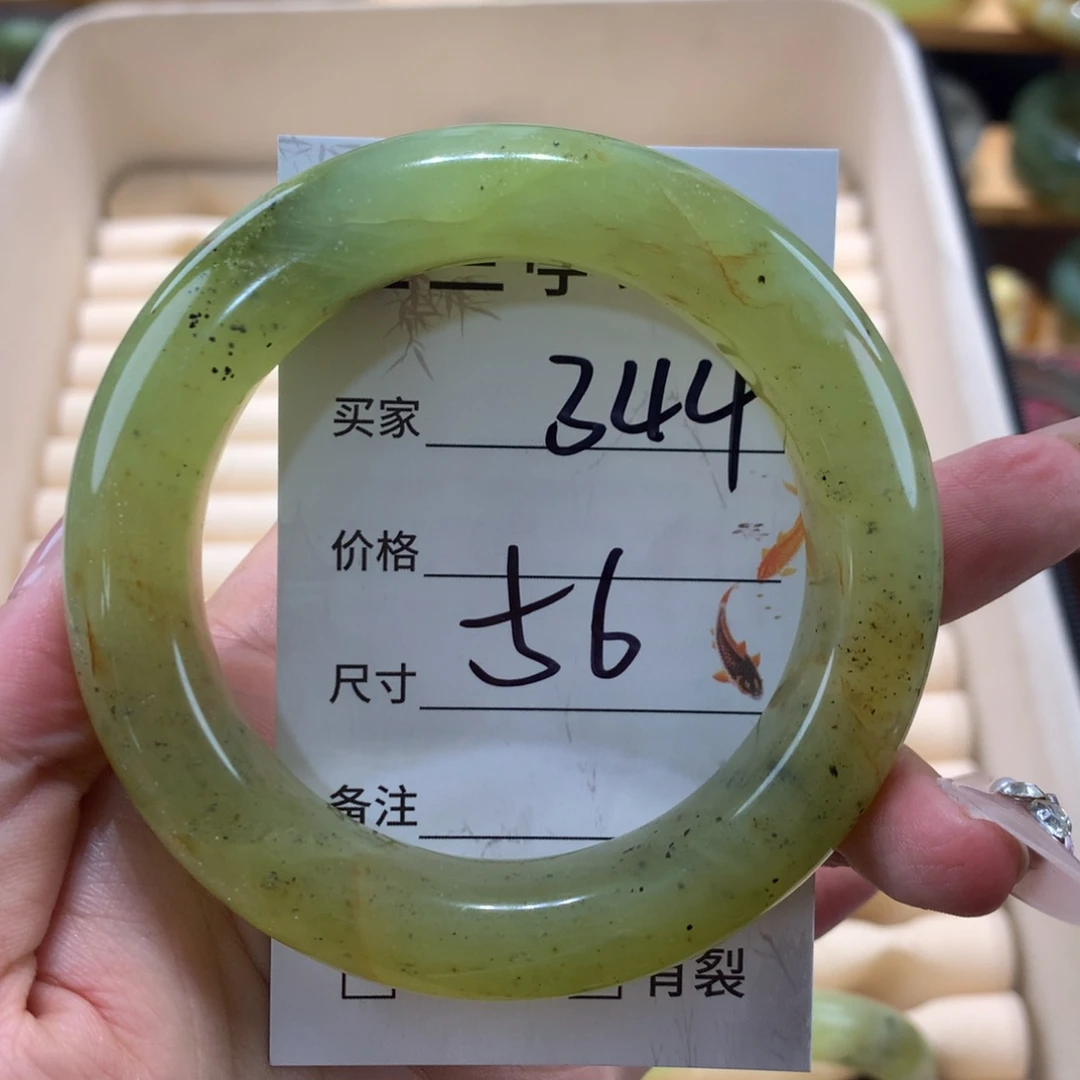 买家 344
价格
尺寸 56
备注
有裂